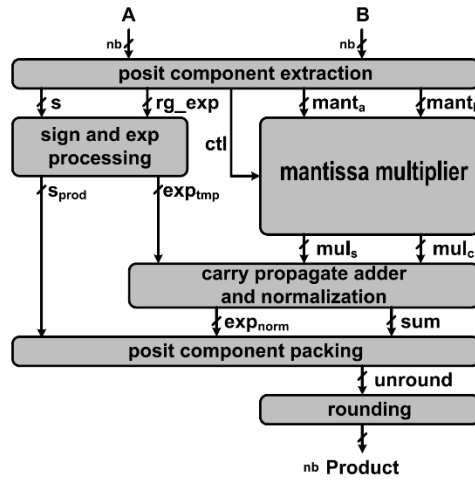 A B
nb nb
posit component extraction
s rg_exp mant_a
sign and exp
processing
ctl
mantissa multiplier
s_prod exp_tmp
mul_s mul_c
carry propagate adder
and normalization
exp_norm sum
posit component packing
unround
rounding
nb Product